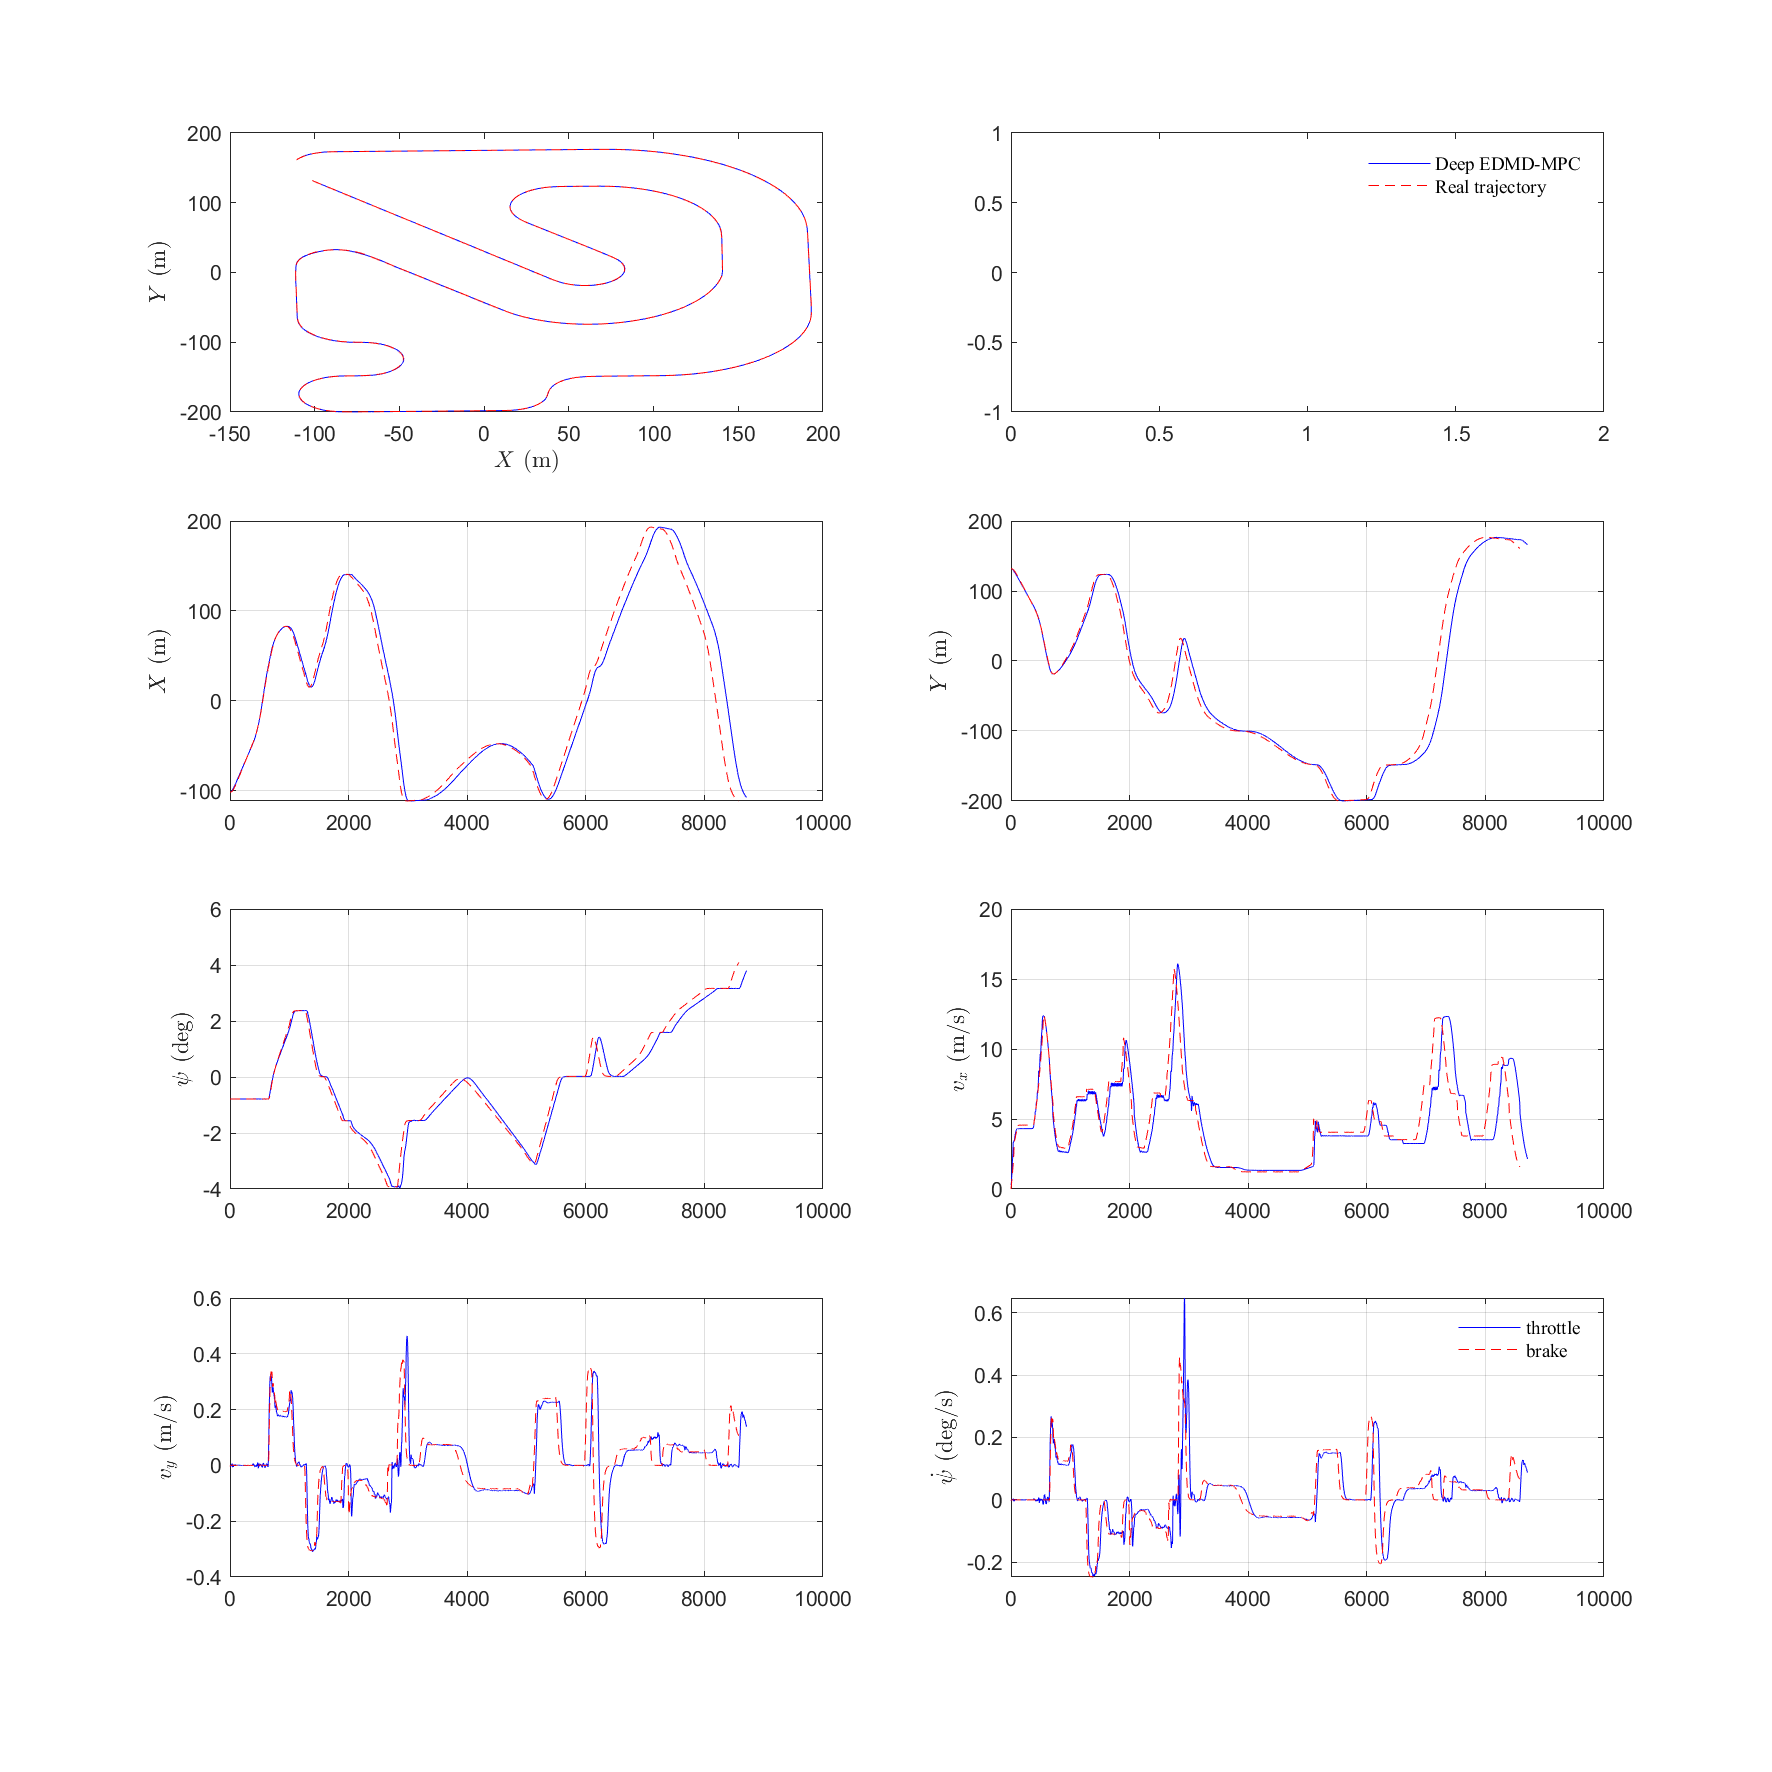 200
100
0
-100
-200
-150 -100 -50 0 50 100 150 200
X (m)
Y (m)
1
0.5
0
-0.5
-1
0 0.5 1 1.5 2
Deep EDMD-MPC
Real trajectory
200
100
0
-100
0 2000 4000 6000 8000 10000
X (m)
200
100
0
-100
-200
0 2000 4000 6000 8000 10000
Y (m)
6
4
2
0
-2
-4
0 2000 4000 6000 8000 10000
ψ (deg)
20
15
10
5
0
0 2000 4000 6000 8000 10000
v_x (m/s)
0.6
0.4
0.2
0
-0.2
-0.4
0 2000 4000 6000 8000 10000
v_y (m/s)
0.6
0.4
0.2
0
-0.2
0 2000 4000 6000 8000 10000
ψ̇ (deg/s)
throttle
brake